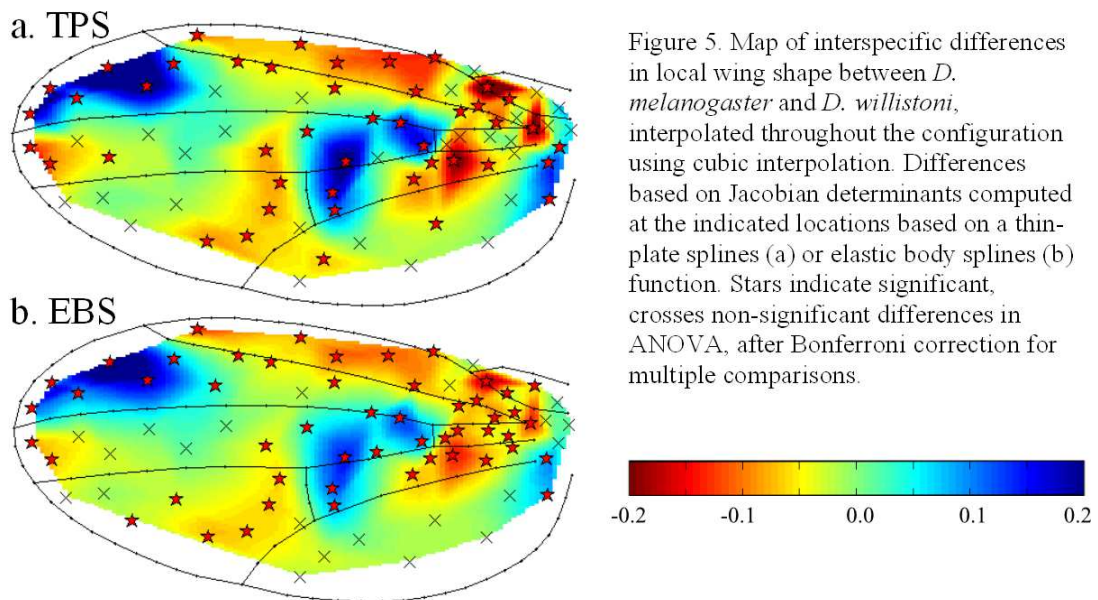 a. TPS
b. EBS
Figure 5. Map of interspecific differences
in local wing shape between D.
melanogaster and D. willistoni,
interpolated throughout the configuration
using cubic interpolation. Differences
based on Jacobian determinants computed
at the indicated locations based on a thin-
plate splines (a) or elastic body splines (b)
function. Stars indicate significant,
crosses non-significant differences in
ANOVA, after Bonferroni correction for
multiple comparisons.
-0.2 -0.1 0.0 0.1 0.2